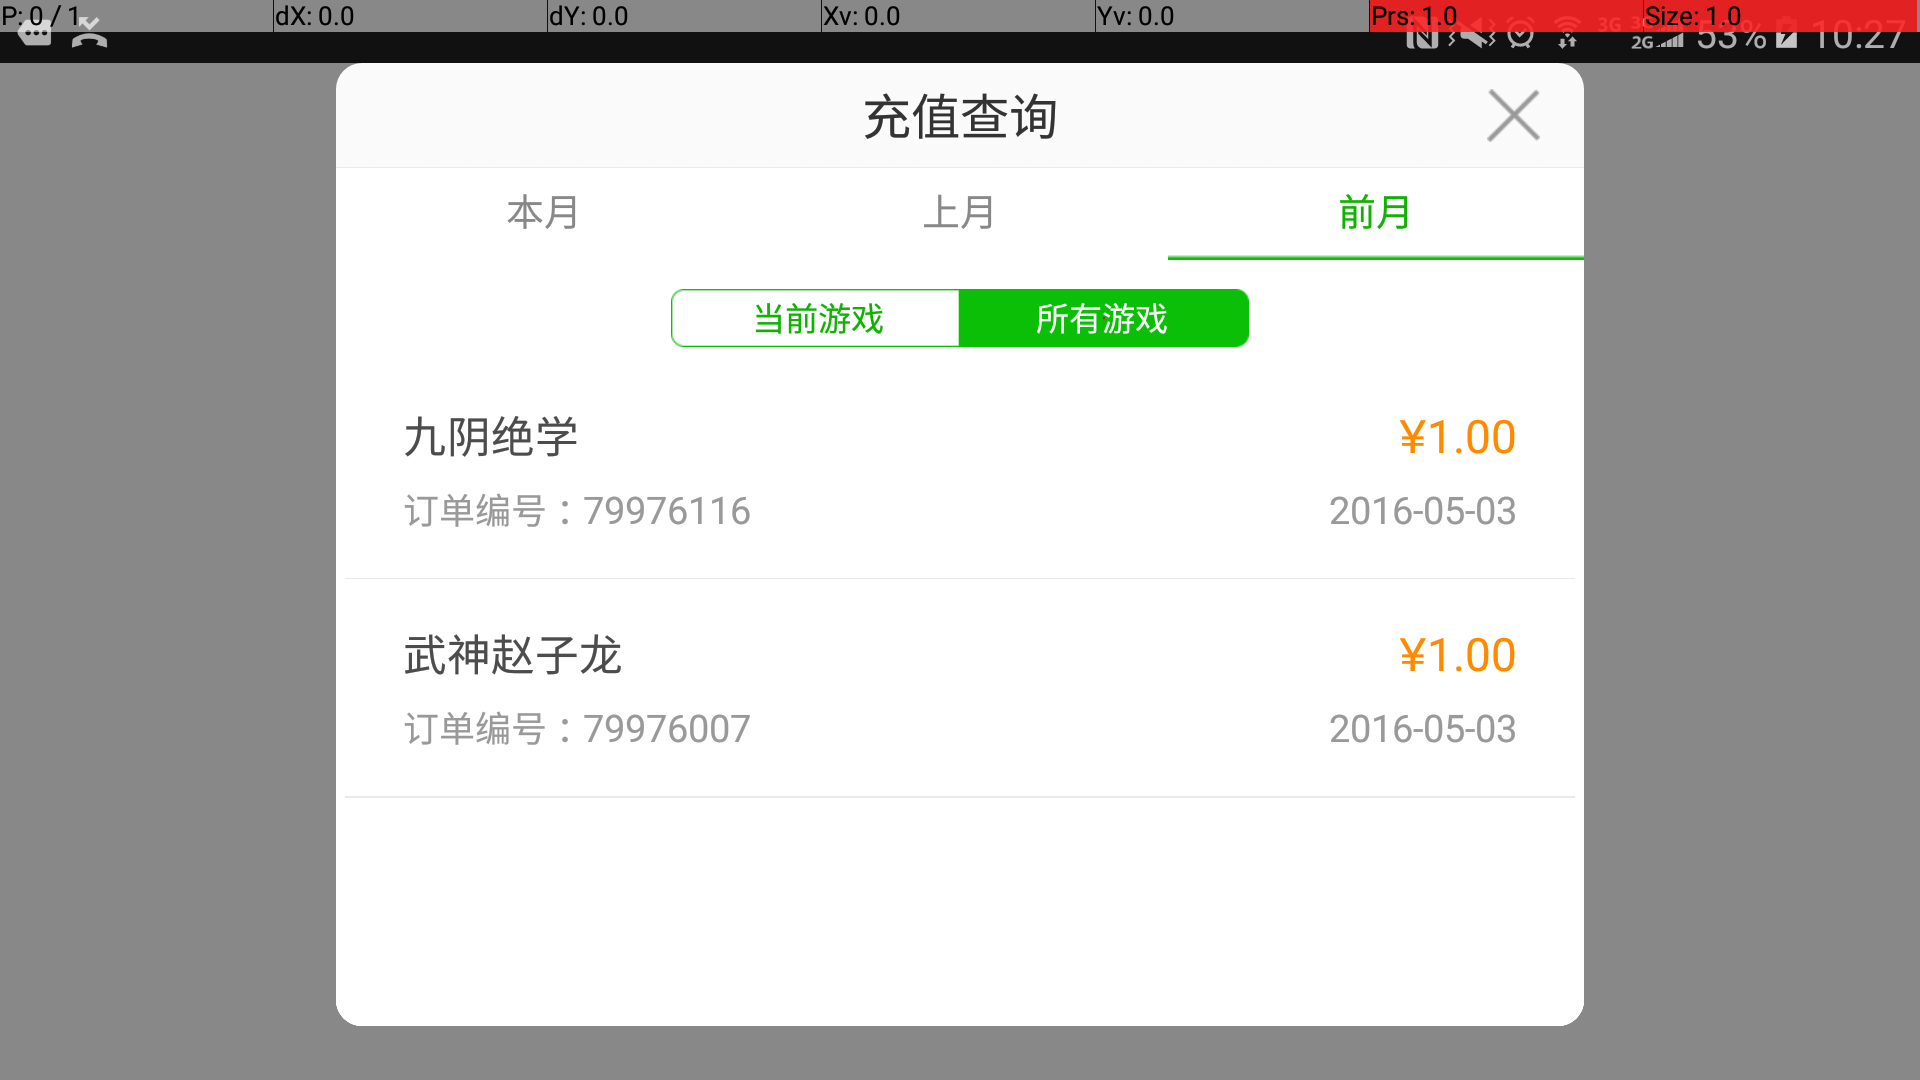 P: 0 / 1 dX: 0.0 dY: 0.0 Xv: 0.0 Yv: 0.0 Prs: 1.0 Size: 1.0
3G 2G 53% 10:27
充值查询
本月 上月 前月
当前游戏 所有游戏
九阴绝学 ¥1.00
订单编号：79976116 2016-05-03
武神赵子龙 ¥1.00
订单编号：79976007 2016-05-03